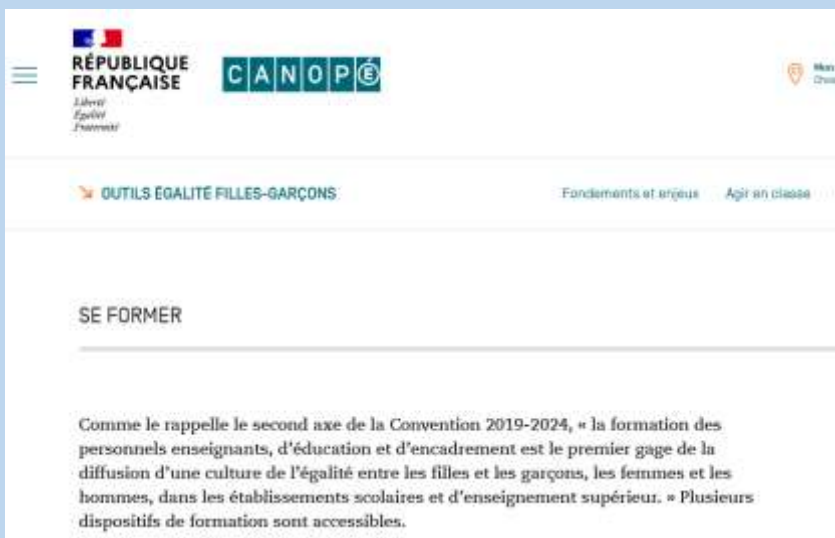 RÉPUBLIQUE
FRANÇAISE
Liberté
Égalité
Fraternité
CANOPÉ
OUTILS ÉGALITÉ FILLES-GARÇONS
Fondements et enjeux
Agir en classe
SE FORMER
Comme le rappelle le second axe de la Convention 2019-2024, « la formation des
personnels enseignants, d'éducation et d'encadrement est le premier gage de la
diffusion d'une culture de l'égalité entre les filles et les garçons, les femmes et les
hommes, dans les établissements scolaires et d'enseignement supérieur. » Plusieurs
dispositifs de formation sont accessibles.